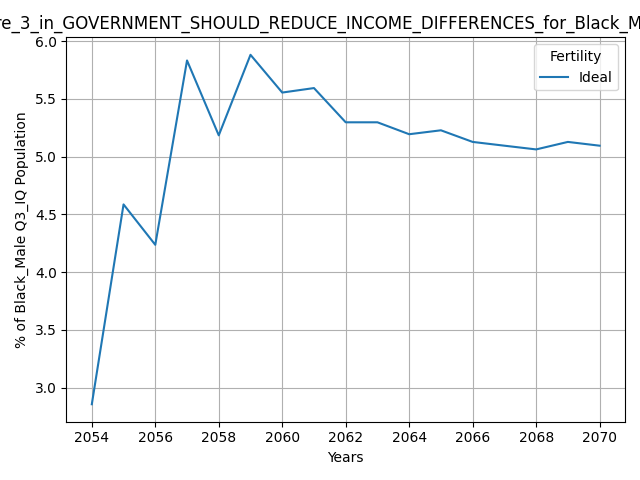 re_3_in_GOVERNMENT_SHOULD_REDUCE_INCOME_DIFFERENCES_for_Black_M
6.0
5.5
5.0
4.5
4.0
3.5
3.0
% of Black_Male Q3_IQ Population
Fertility
Ideal
2054 2056 2058 2060 2062 2064 2066 2068 2070
Years